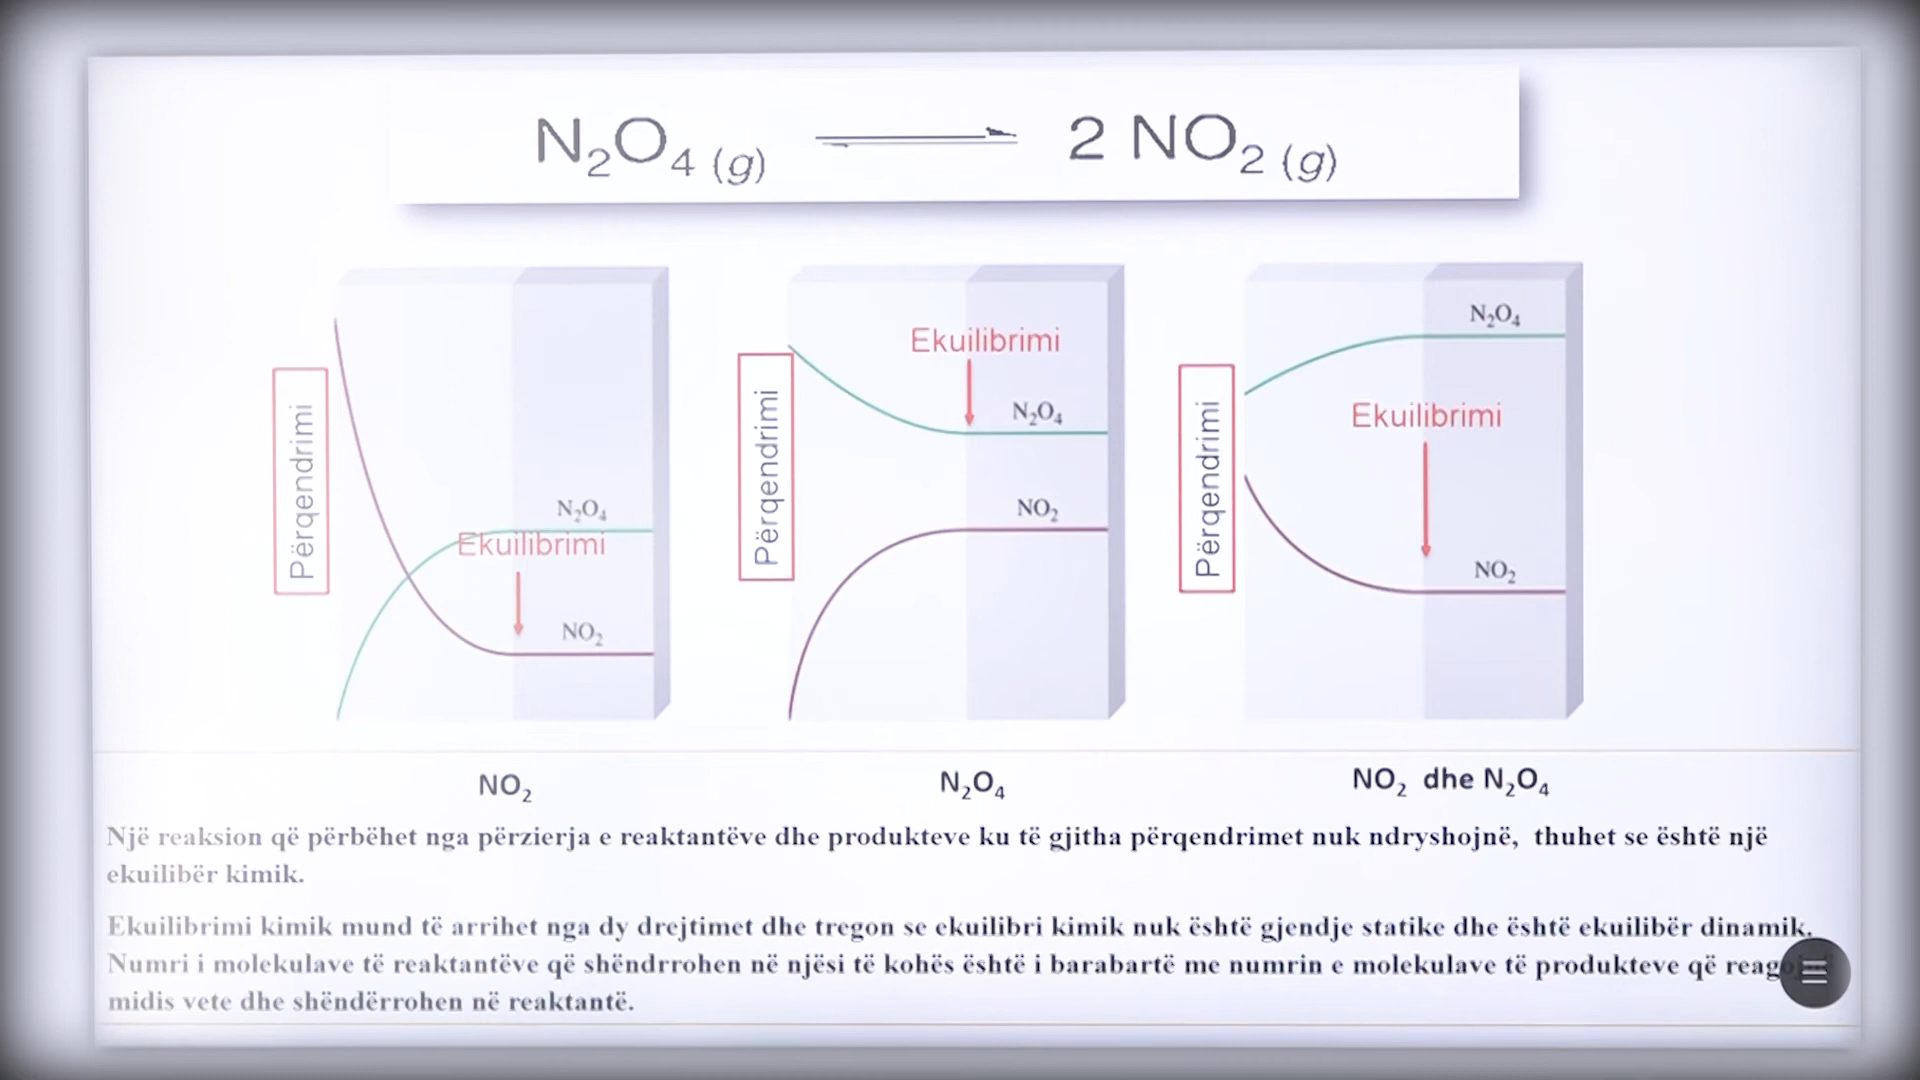 N₂O₄ (g) ⇌ 2 NO₂ (g)
Përqendrimi
N₂O₄
Ekuilibrimi
NO₂
Përqendrimi
Ekuilibrimi
N₂O₄
NO₂
Përqendrimi
N₂O₄
Ekuilibrimi
NO₂
NO₂
N₂O₄
NO₂ dhe N₂O₄
Një reaksion që përbëhet nga përzierja e reaktantëve dhe produkteve ku të gjitha përqendrimet nuk ndryshojnë, thuhet se është një
ekuilibër kimik.
Ekuilibrimi kimik mund të arrihet nga dy drejtimet dhe tregon se ekuilibri kimik nuk është gjendje statike dhe është ekuilibër dinamik.
Numri i molekulave të reaktantëve që shëndrrohen në njësi të kohës është i barabartë me numrin e molekulave të produkteve që
midis vete dhe shëndërrohen në reaktantë.